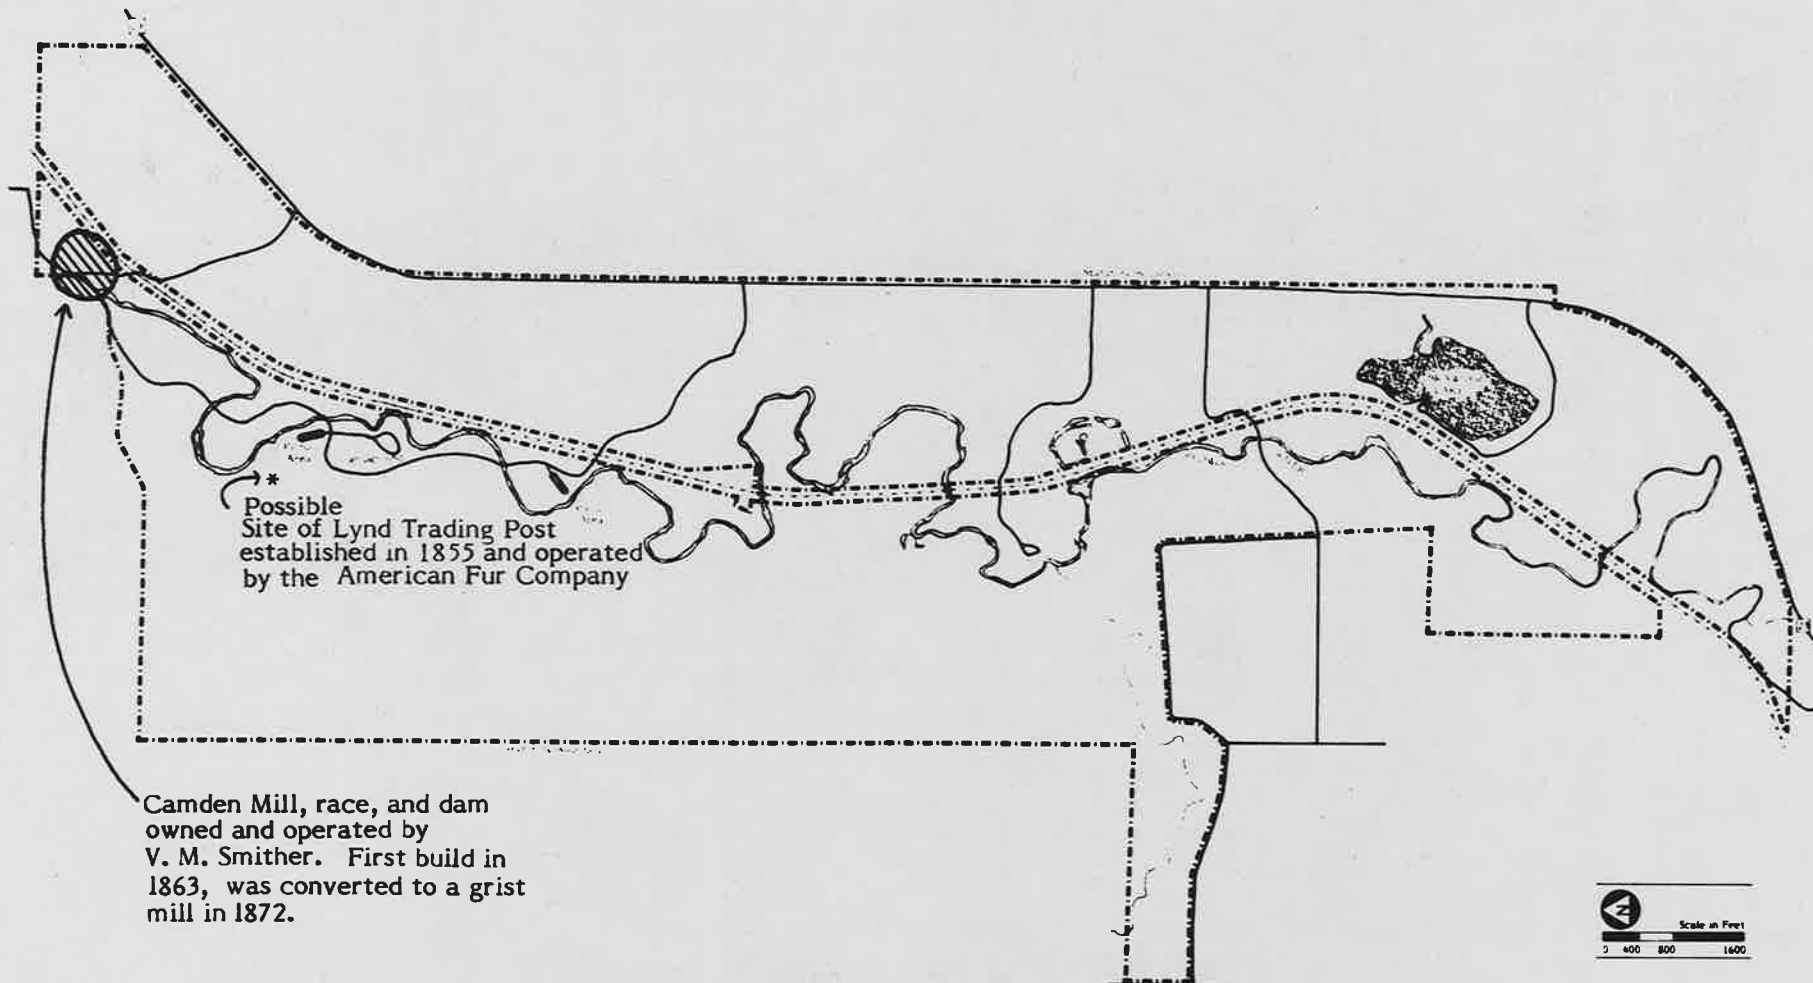 Possible
Site of Lynd Trading Post
established in 1855 and operated
by the American Fur Company
Camden Mill, race, and dam
owned and operated by
V. M. Smither. First build in
1863, was converted to a grist
mill in 1872.
N
Scale in Feet
0 400 800 1600